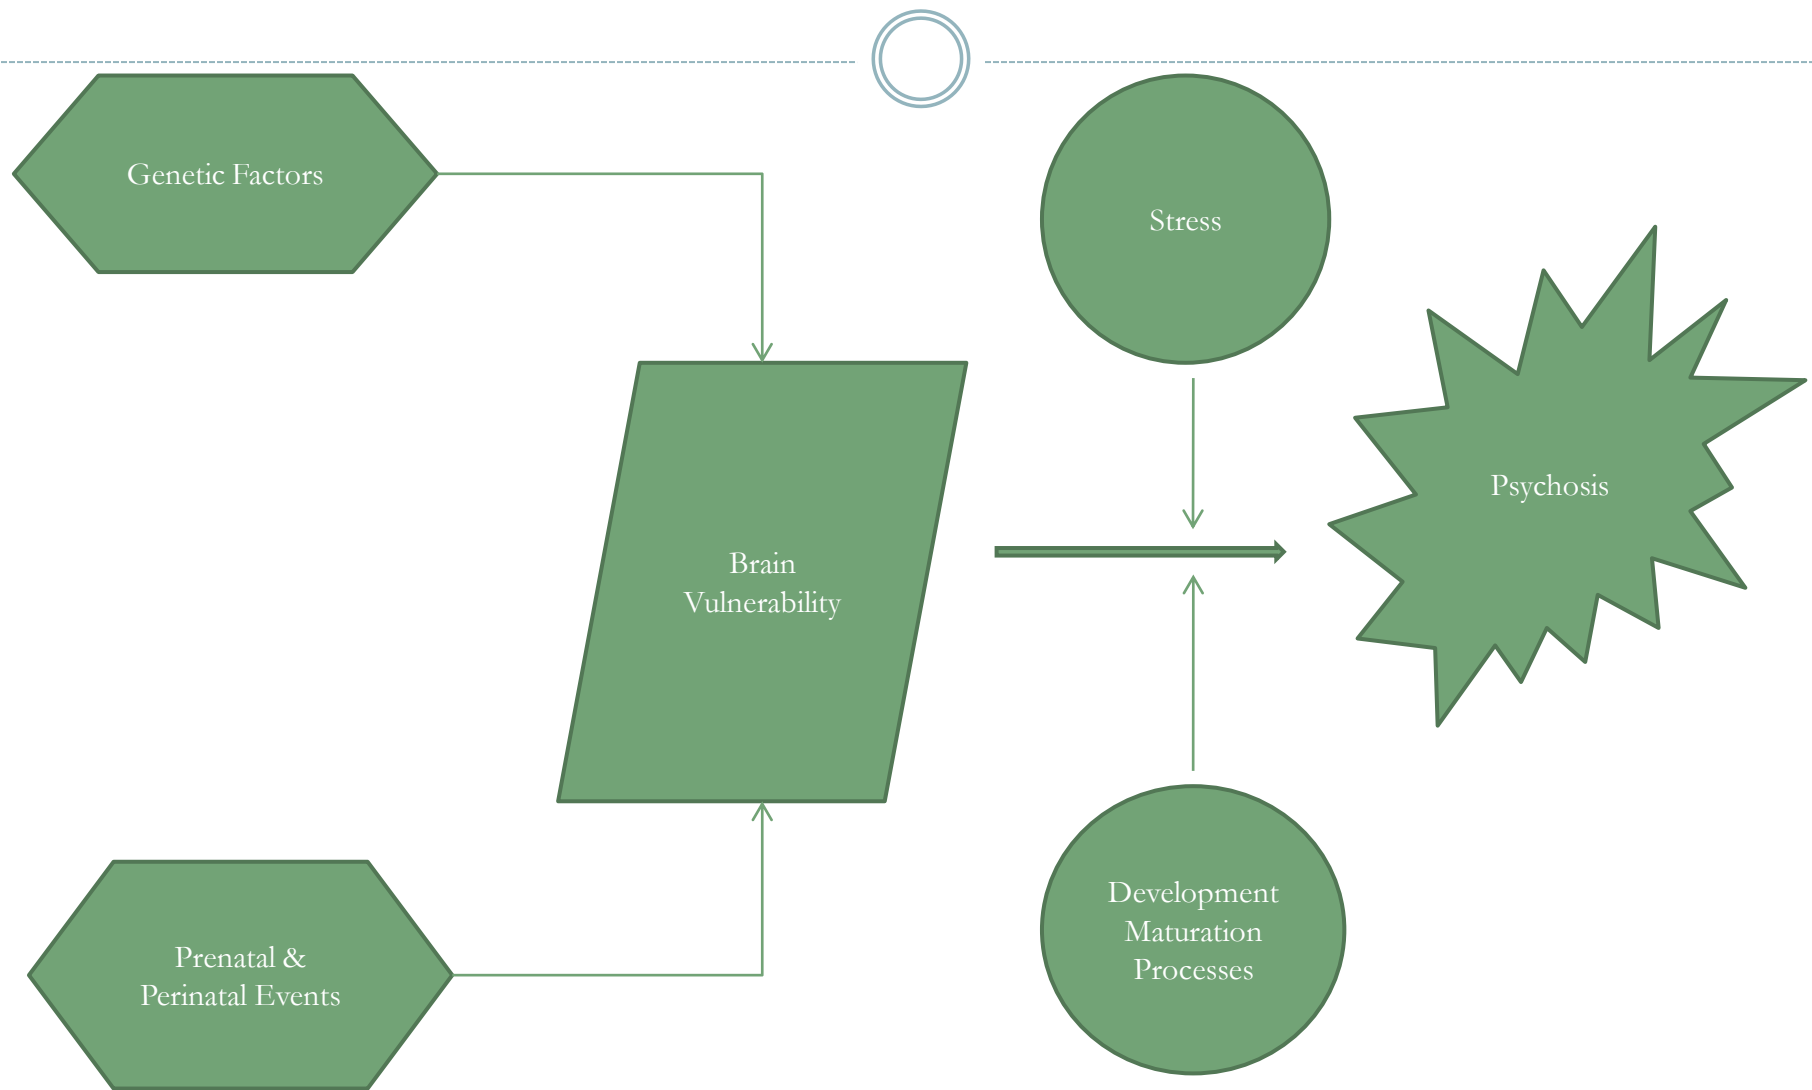 Genetic Factors
Stress
Psychosis
Brain
Vulnerability
Development
Maturation
Processes
Prenatal &
Perinatal Events